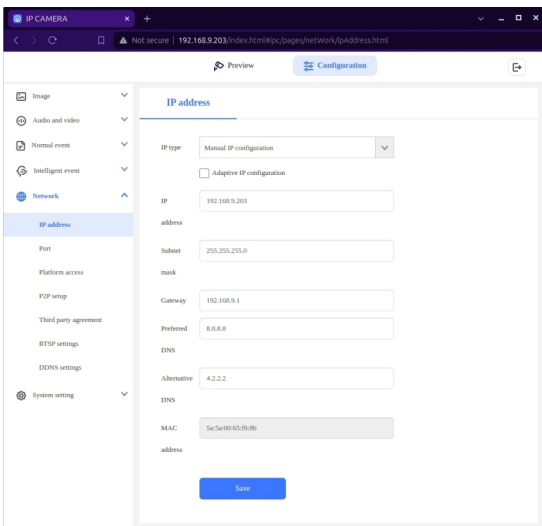 IP CAMERA
Not secure | 192.168.9.203/index.html#ipc/pages/netWork/ipAddress.html
Preview
Configuration
Image
Audio and video
Normal event
Intelligent event
Network
IP address
Port
Platform access
P2P setup
Third party agreement
RTSP settings
DDNS settings
System setting
IP address
IP type Manual IP configuration
Adaptive IP configuration
IP address 192.168.9.203
Subnet mask 255.255.255.0
Gateway 192.168.9.1
Preferred DNS 8.8.8.8
Alternative DNS 4.2.2.2
MAC address 5a:5a:00:65:f9:8b
Save